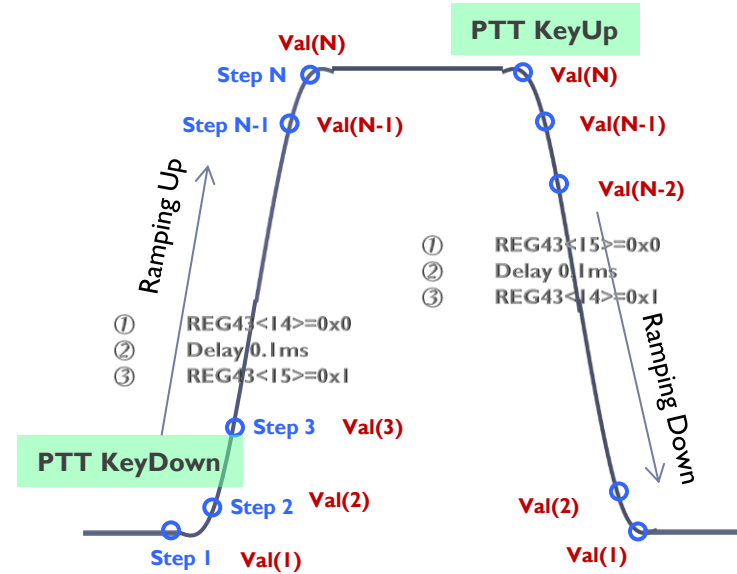 PTT KeyUp
Val(N)
Step N
Val(N)
Step N-1
Val(N-1)
Val(N-1)
Val(N-2)
Ramping Up
① REG43<15>=0x0
② Delay 0.1ms
③ REG43<14>=0x1
① REG43<14>=0x0
② Delay 0.1ms
③ REG43<15>=0x1
Ramping Down
Step 3
Val(3)
PTT KeyDown
Step 2
Val(2)
Val(2)
Step 1
Val(1)
Val(1)